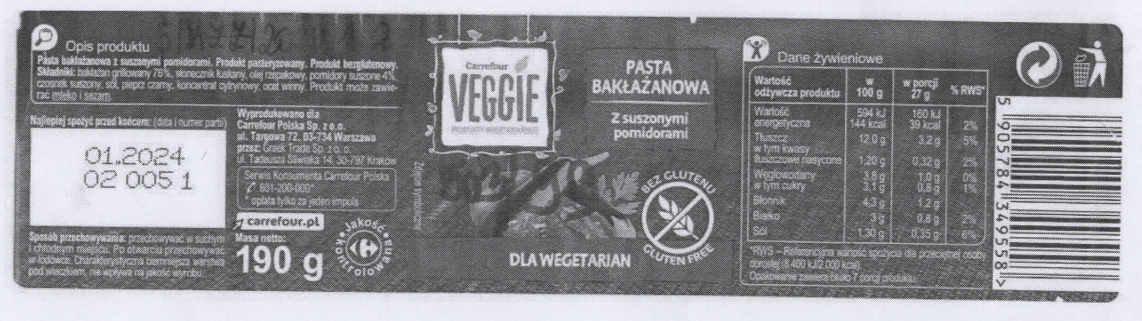 Opis produktu
Pasta bakłażanowa z suszonymi pomidorami. Produkt pasteryzowany. Produkt bezglutenowy.
Składniki: bakłażan grillowany 76%, słonecznik łuskany, olej rzepakowy, pomidory suszone 4%,
czosnek suszony, sól, pieprz czarny, koncentrat cytrynowy, ocet winny. Produkt może zawie-
rać mleko i sezam.
Najlepiej spożyć przed końcem: (data i numer partii)
01.2024
02 005 1
Sposób przechowywania: przechowywać w suchym
i chłodnym miejscu. Po otwarciu przechowywać
w lodówce. Charakterystyczna ciemniejsza warstwa
pod wieczkiem, nie wpływa na jakość wyrobu.
Wyprodukowano dla
Carrefour Polska Sp. z o.o.
ul. Targowa 72, 03-734 Warszawa
przez: Greek Trade Sp. z o. o.
ul. Tadeusza Śliwiaka 14, 30-797 Kraków
Serwis Konsumenta Carrefour Polska
801-200-000*
* opłata tylko za jeden impuls
carrefour.pl
Masa netto:
190 g
Jakość kontrolowana
Carrefour
VEGGIE
PRODUKTY WEGETARIAŃSKIE
PASTA
BAKŁAŻANOWA
Z suszonymi
pomidorami
BEZ GLUTENU
GLUTEN FREE
DLA WEGETARIAN
Dane żywieniowe
Wartość odżywcza produktu w 100 g w porcji 27 g % RWS*
Wartość energetyczna 594 kJ 144 kcal 160 kJ 39 kcal 2%
Tłuszcz 12,0 g 3,2 g 5%
w tym kwasy tłuszczowe nasycone 1,20 g 0,32 g 2%
Węglowodany 3,8 g 1,0 g 0%
w tym cukry 3,1 g 0,8 g 1%
Błonnik 4,3 g 1,2 g
Białko 3 g 0,8 g 2%
Sól 1,30 g 0,35 g 6%
*RWS – Referencyjna wartość spożycia dla przeciętnej osoby
dorosłej (8 400 kJ/2 000 kcal)
Opakowanie zawiera około 7 porcji produktu
5 905784 349558 >